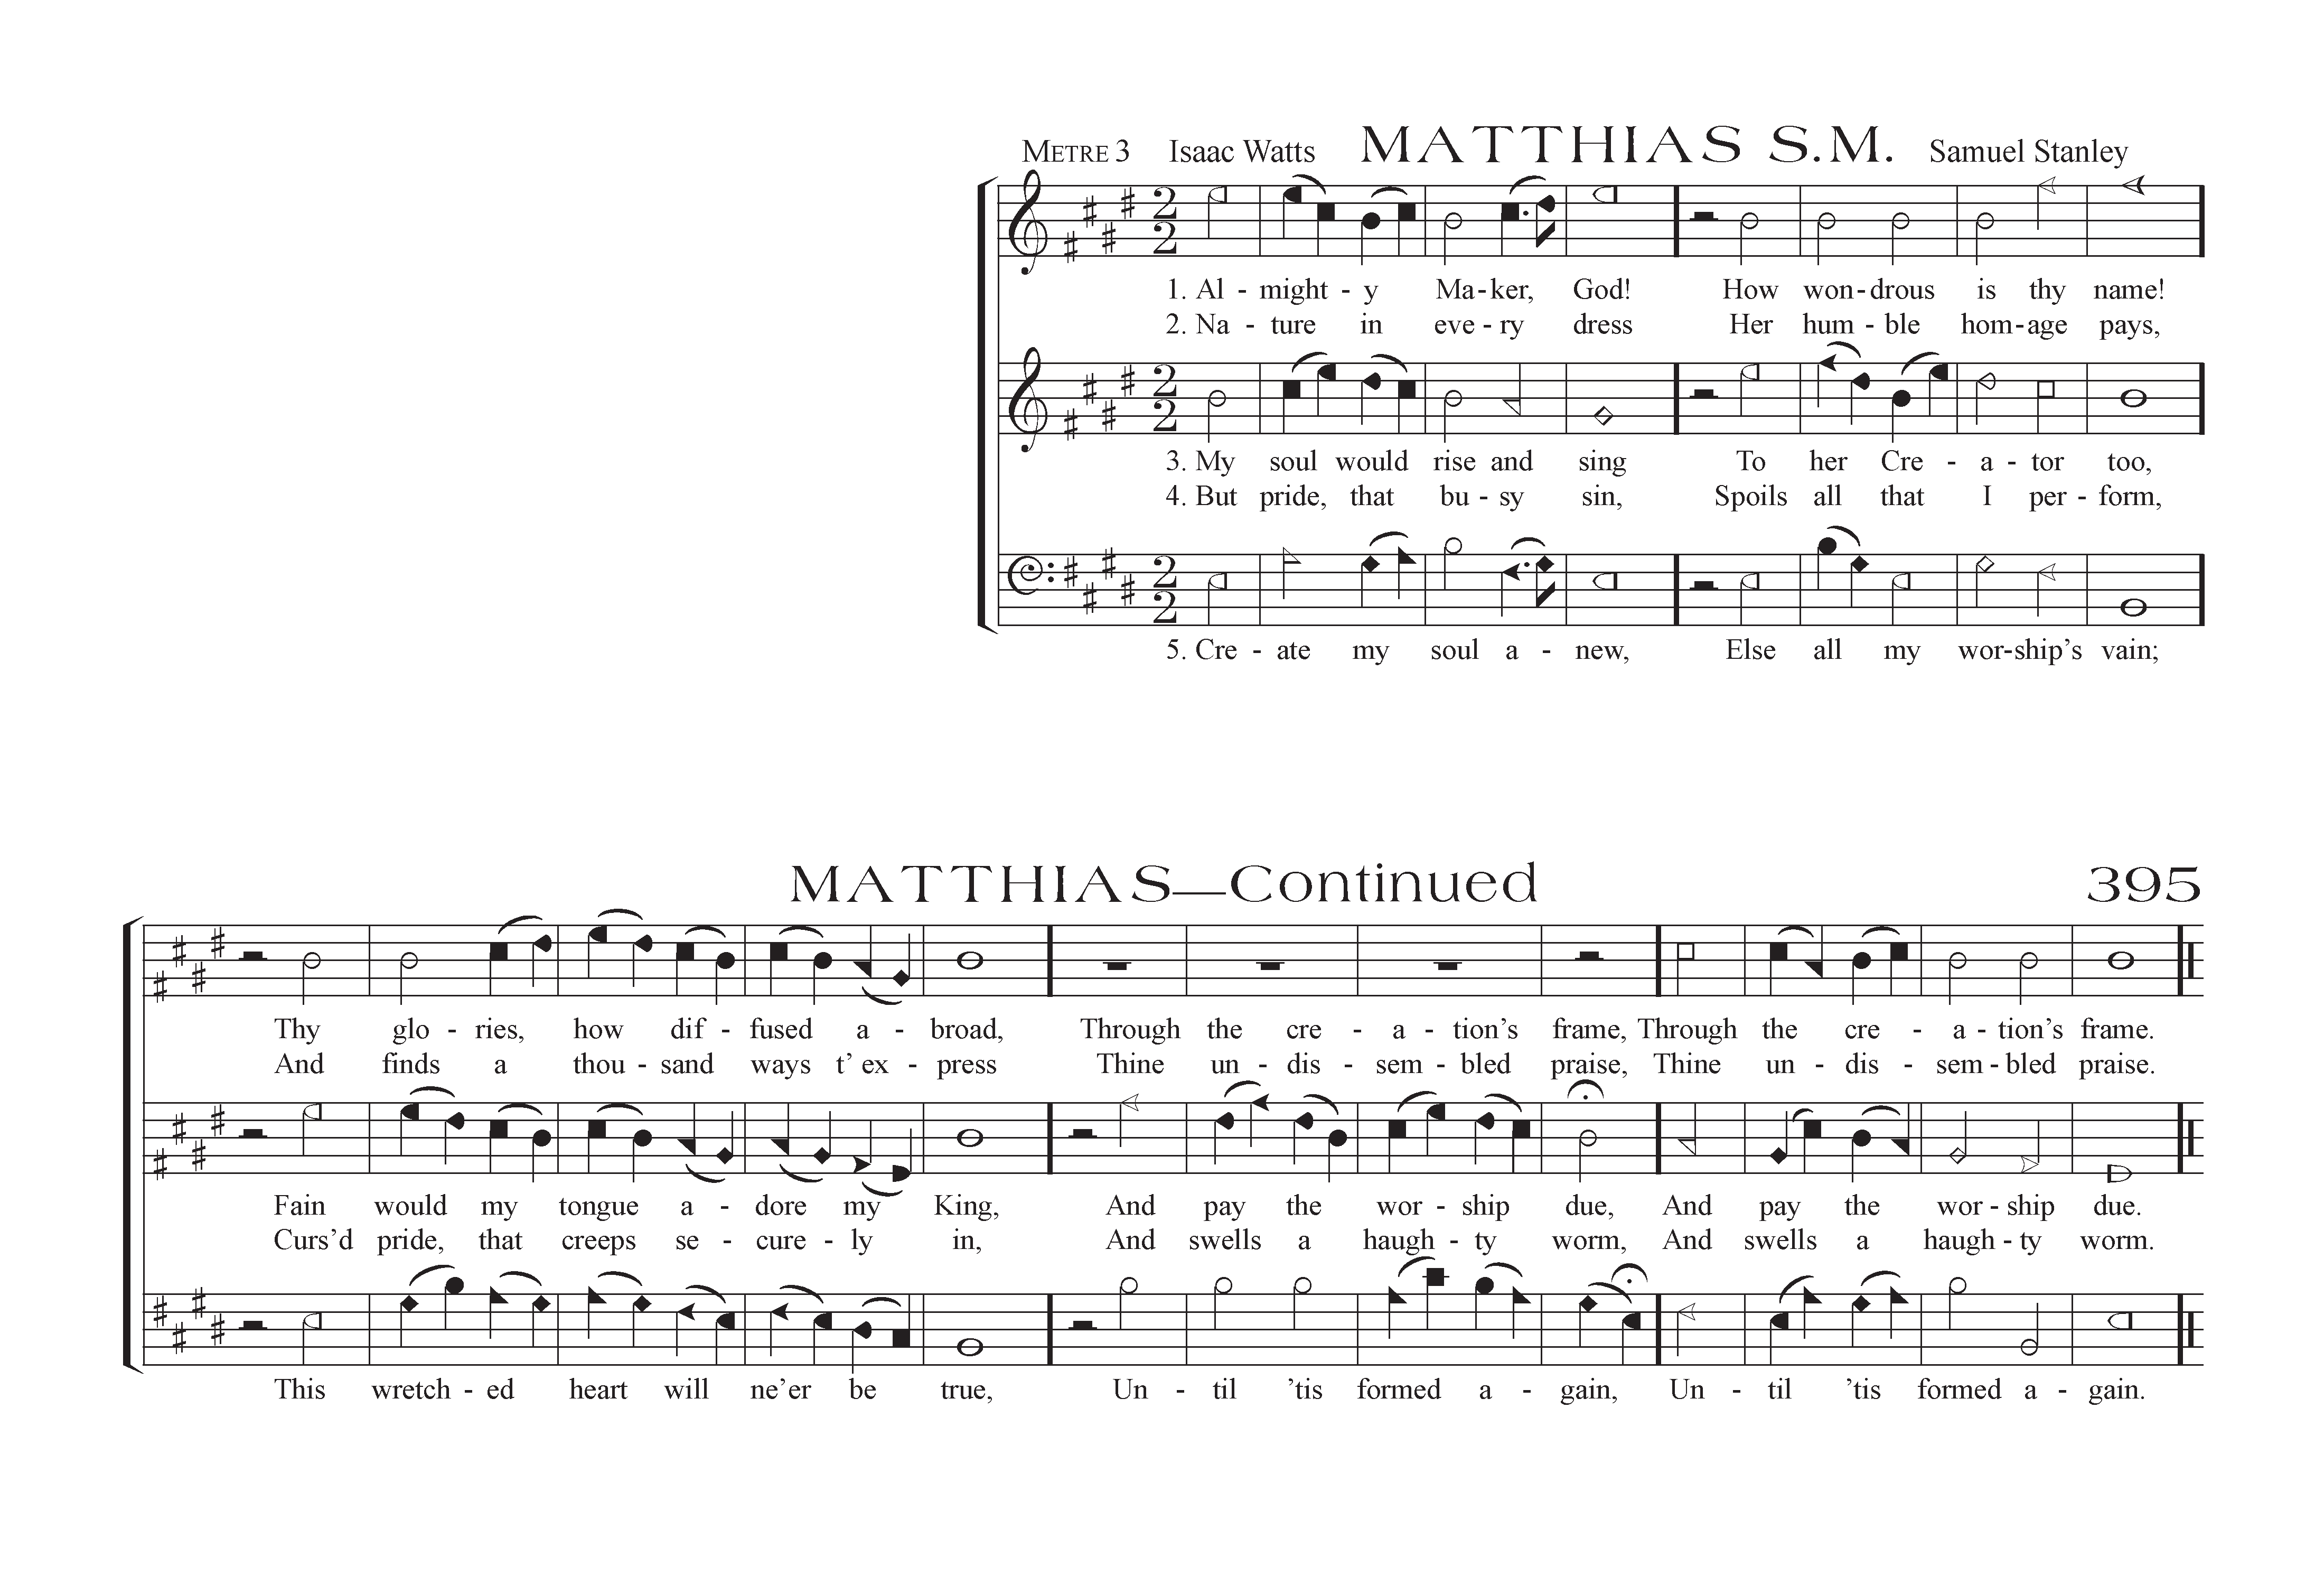 METRE 3 Isaac Watts MATTHIAS S.M. Samuel Stanley
2 2
1. Al - might - y Ma - ker, God! How won - drous is thy name!
2. Na - ture in eve - ry dress Her hum - ble hom - age pays,
2 2
3. My soul would rise and sing To her Cre - a - tor too,
4. But pride, that bu - sy sin, Spoils all that I per - form,
2 2
5. Cre - ate my soul a - new, Else all my wor - ship's vain;
MATTHIAS—Continued 395
Thy glo - ries, how dif - fused a - broad, Through the cre - a - tion's frame, Through the cre - a - tion's frame.
And finds a thou - sand ways t' ex - press Thine un - dis - sem - bled praise, Thine un - dis - sem - bled praise.
Fain would my tongue a - dore my King, And pay the wor - ship due, And pay the wor - ship due.
Curs'd pride, that creeps se - cure - ly in, And swells a haugh - ty worm, And swells a haugh - ty worm.
This wretch - ed heart will ne'er be true, Un - til 'tis formed a - gain, Un - til 'tis formed a - gain.